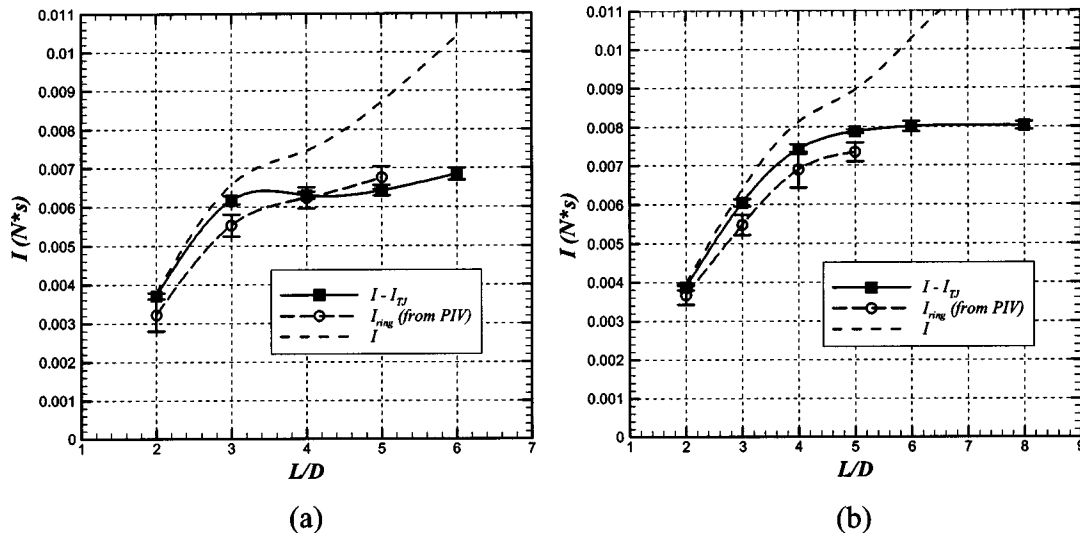 0.011
0.01
0.009
0.008
0.007
0.006
0.005
0.004
0.003
0.002
0.001
0
I (N*s)
1 2 3 4 5 6 7
L/D
I - I_TJ
I_ring (from PIV)
I
(a)
0.011
0.01
0.009
0.008
0.007
0.006
0.005
0.004
0.003
0.002
0.001
0
I (N*s)
1 2 3 4 5 6 7 8 9
L/D
I - I_TJ
I_ring (from PIV)
I
(b)